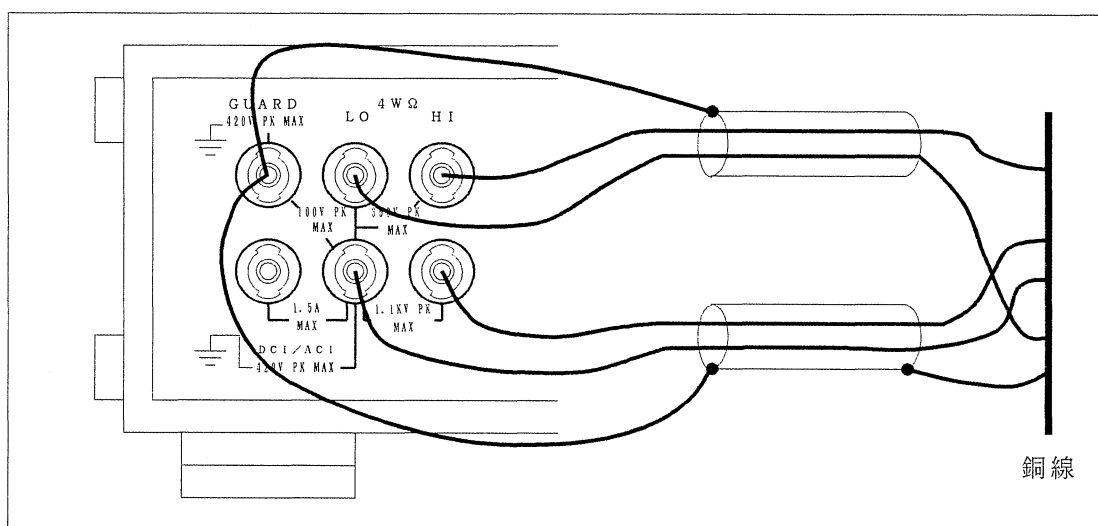 GUARD
4WΩ
420V PK MAX
LO
HI
100V PK
MAX
350V PK
MAX
1.5A
MAX
1.1KV PK
MAX
DCI/ACI
420V PK MAX
銅線